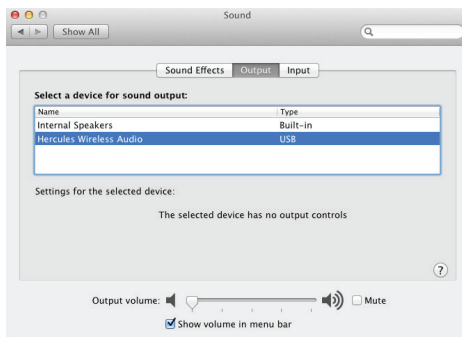 Sound
Show All
Sound Effects Output Input
Select a device for sound output:
Name Type
Internal Speakers Built-in
Hercules Wireless Audio USB
Settings for the selected device:
The selected device has no output controls
?
Output volume: Mute
Show volume in menu bar